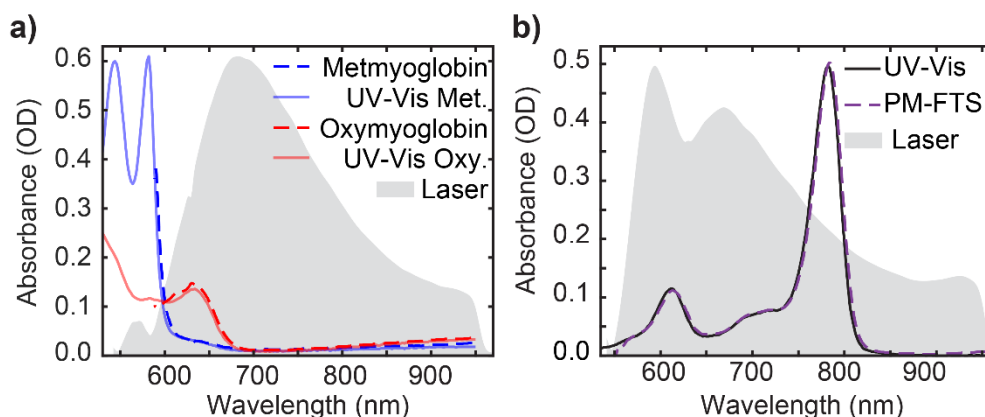 a)
Absorbance (OD)
0.6
0.5
0.4
0.3
0.2
0.1
0.0
Metmyoglobin
UV-Vis Met.
Oxymyoglobin
UV-Vis Oxy.
Laser
600 700 800 900
Wavelength (nm)
b)
Absorbance (OD)
0.5
0.4
0.3
0.2
0.1
0.0
UV-Vis
PM-FTS
Laser
600 700 800 900
Wavelength (nm)